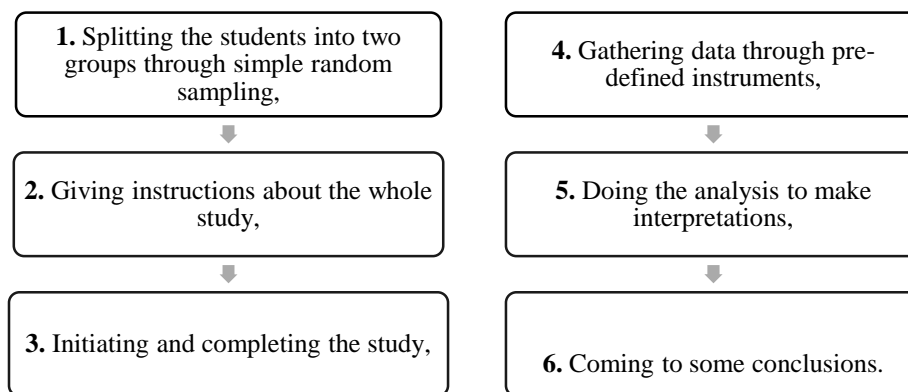 1. Splitting the students into two
groups through simple random
sampling,
2. Giving instructions about the whole
study,
3. Initiating and completing the study,
4. Gathering data through pre-
defined instruments,
5. Doing the analysis to make
interpretations,
6. Coming to some conclusions.